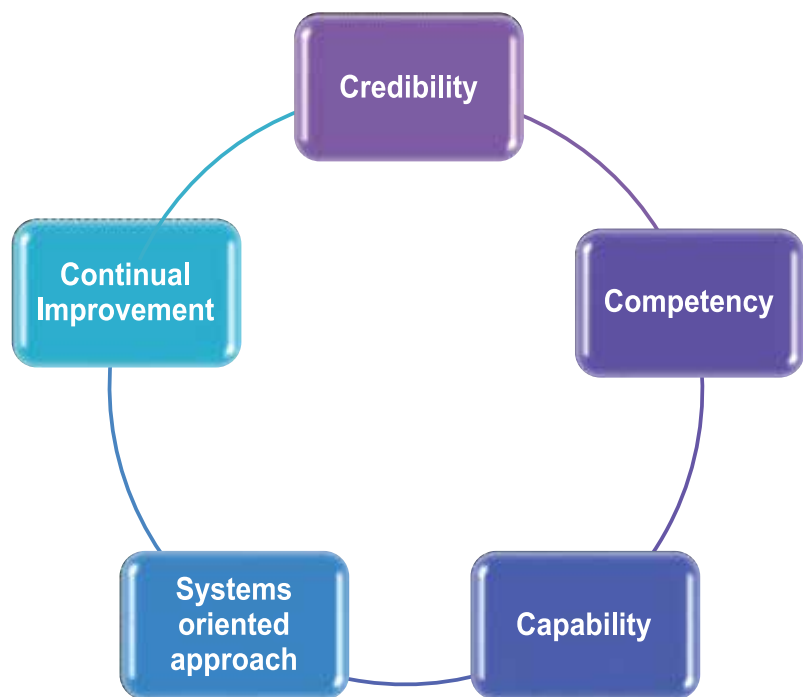 Credibility
Competency
Capability
Systems
oriented
approach
Continual
Improvement